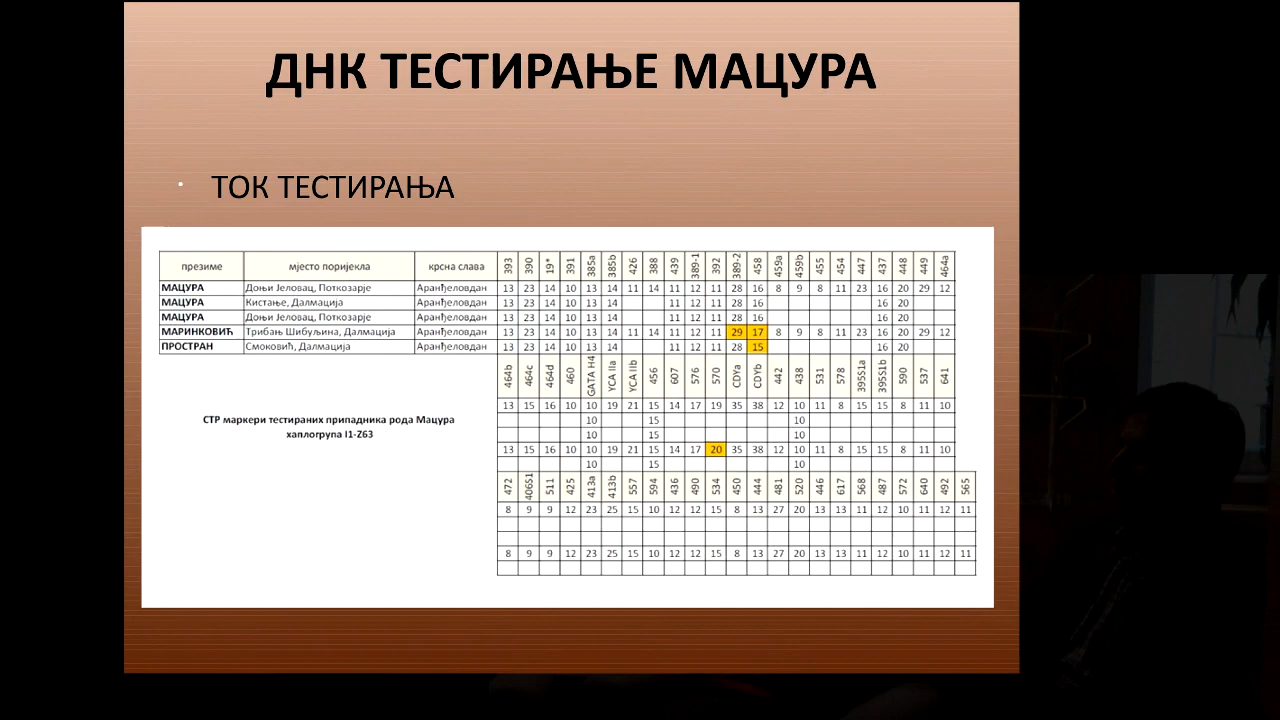 ДНК ТЕСТИРАЊЕ МАЦУРА
ТОК ТЕСТИРАЊА
презиме мјесто поријекла крсна слава 393 390 19* 391 385a 385b 426 388 439 389-1 392 389-2 458 459a 459b 455 454 447 437 448 449 464a
МАЦУРА Доњи Јеловац, Поткозарје Аранђеловдан 13 23 14 10 13 14 11 14 11 12 11 28 16 8 9 8 11 23 16 20 29 12
МАЦУРА Кистање, Далмација Аранђеловдан 13 23 14 10 13 14 11 12 11 28 16 16 20
МАЦУРА Доњи Јеловац, Поткозарје Аранђеловдан 13 23 14 10 13 14 11 12 11 28 16 16 20
МАРИНКОВИЋ Трибањ Шибуљина, Далмација Аранђеловдан 13 23 14 10 13 14 11 14 11 12 11 29 17 8 9 8 11 23 16 20 29 12
ПРОСТРАН Смоковић, Далмација Аранђеловдан 13 23 14 10 13 14 11 12 11 28 15 16 20
464b 464c 464d 460 GATA H4 YCA IIa YCA IIb 456 607 576 570 CDYa CDYb 442 438 531 578 395S1a 395S1b 590 537 641
13 15 16 10 10 19 21 15 14 17 19 35 38 12 10 11 8 15 15 8 11 10
СТР маркери тестираних припадника рода Мацура
хаплогрупа I1-Z63
10 15 10
10 15 10
13 15 16 10 10 19 21 15 14 17 20 35 38 12 10 11 8 15 15 8 11 10
10 15 10
472 406S1 511 425 413a 413b 557 594 436 490 534 450 444 481 520 446 617 568 487 572 640 492 565
8 9 9 12 23 25 15 10 12 12 15 8 13 27 20 13 13 11 12 10 11 12 11
8 9 9 12 23 25 15 10 12 12 15 8 13 27 20 13 13 11 12 10 11 12 11